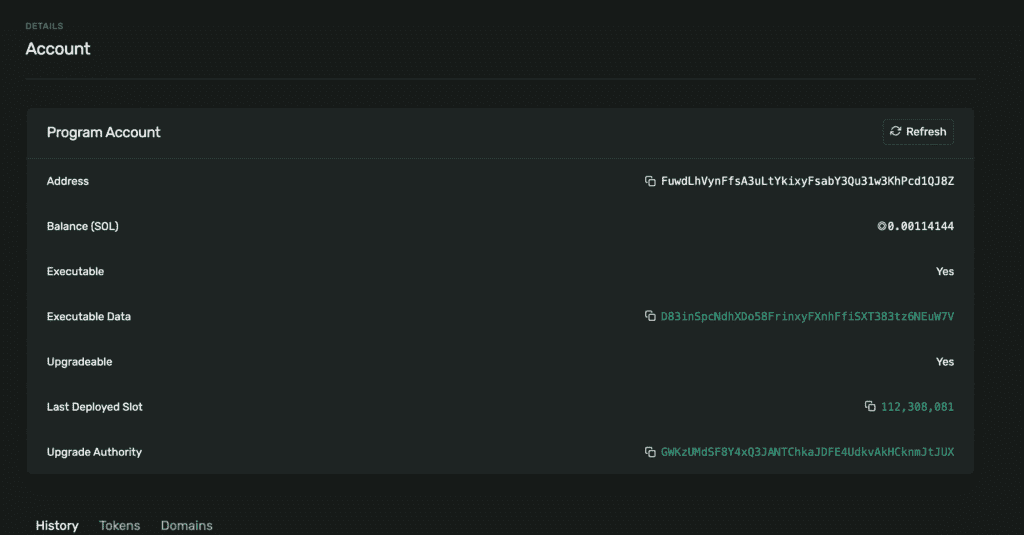 DETAILS
Account
Program Account
Refresh
Address FuwdLhVynFfsA3uLtYkixyFsabY3Qu31w3KhPcd1QJ8Z
Balance (SOL) ◎0.00114144
Executable Yes
Executable Data D83inSpcNdhXDo58FrinxyFXnhFfiSXT383tz6NEuW7V
Upgradeable Yes
Last Deployed Slot 112,308,081
Upgrade Authority GWKzUMdSF8Y4xQ3JANTChkaJDFE4UdkvAkHCknmJtJUX
History Tokens Domains